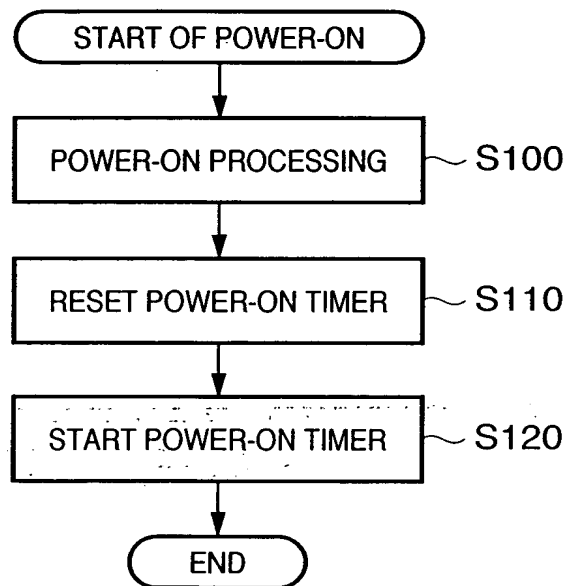 START OF POWER-ON
POWER-ON PROCESSING
S100
RESET POWER-ON TIMER
S110
START POWER-ON TIMER
S120
END